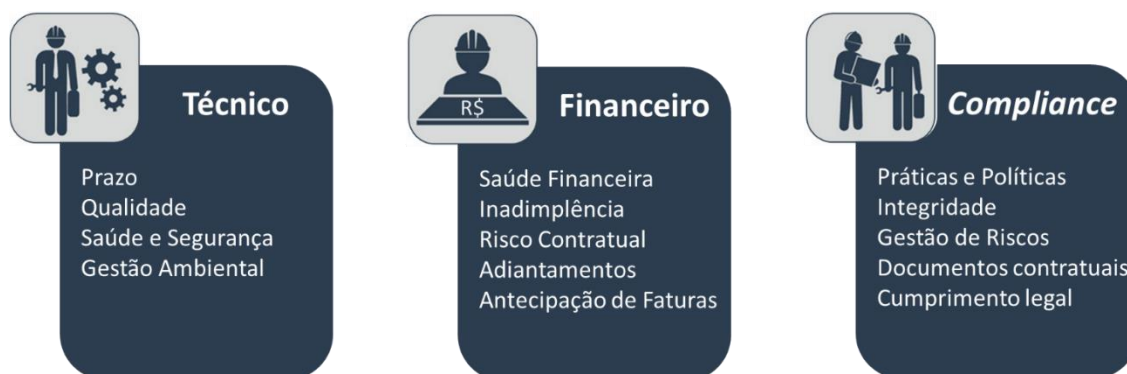 Técnico
Prazo
Qualidade
Saúde e Segurança
Gestão Ambiental
R$
Financeiro
Saúde Financeira
Inadimplência
Risco Contratual
Adiantamentos
Antecipação de Faturas
Compliance
Práticas e Políticas
Integridade
Gestão de Riscos
Documentos contratuais
Cumprimento legal